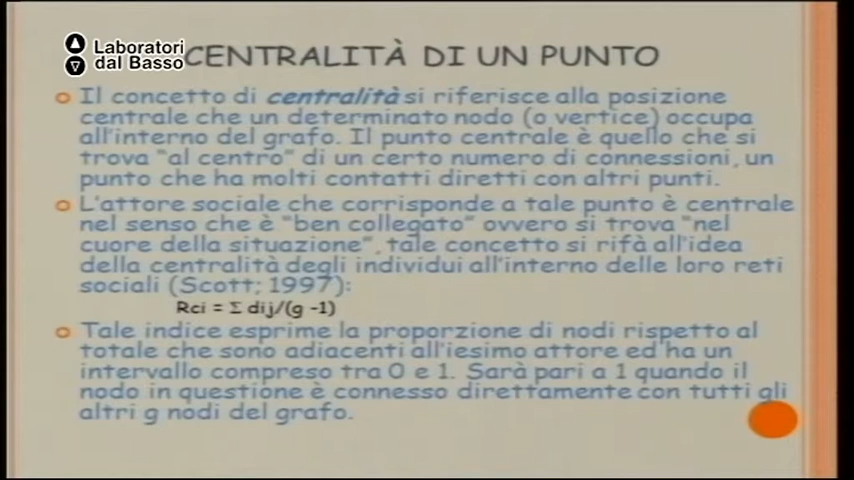 Laboratori
dal Basso
CENTRALITÀ DI UN PUNTO
Il concetto di centralità si riferisce alla posizione
centrale che un determinato nodo (o vertice) occupa
all'interno del grafo. Il punto centrale è quello che si
trova "al centro" di un certo numero di connessioni, un
punto che ha molti contatti diretti con altri punti.
L'attore sociale che corrisponde a tale punto è centrale
nel senso che è "ben collegato" ovvero si trova "nel
cuore della situazione", tale concetto si rifà all'idea
della centralità degli individui all'interno delle loro reti
sociali (Scott; 1997):
Rci = Σ dij/(g -1)
Tale indice esprime la proporzione di nodi rispetto al
totale che sono adiacenti all'iesimo attore ed ha un
intervallo compreso tra 0 e 1. Sarà pari a 1 quando il
nodo in questione è connesso direttamente con tutti gli
altri g nodi del grafo.